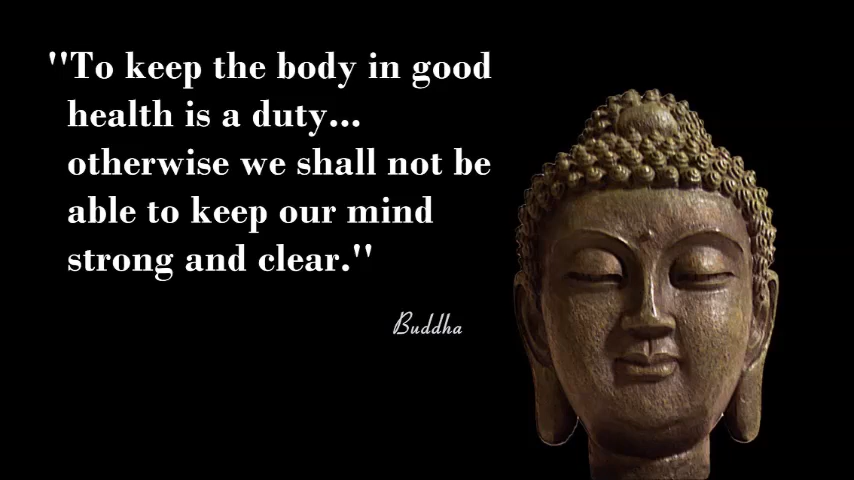 "To keep the body in good
health is a duty...
otherwise we shall not be
able to keep our mind
strong and clear."
Buddha